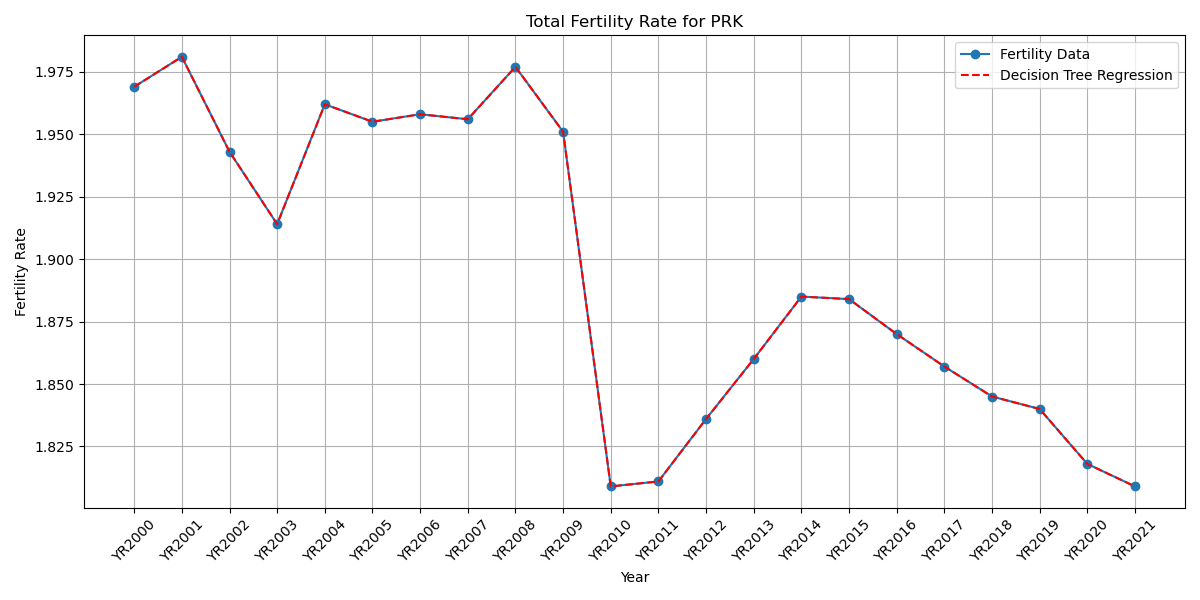 Total Fertility Rate for PRK
Fertility Data
Decision Tree Regression
Fertility Rate
1.975
1.950
1.925
1.900
1.875
1.850
1.825
YR2000
YR2001
YR2002
YR2003
YR2004
YR2005
YR2006
YR2007
YR2008
YR2009
YR2010
YR2011
YR2012
YR2013
YR2014
YR2015
YR2016
YR2017
YR2018
YR2019
YR2020
YR2021
Year